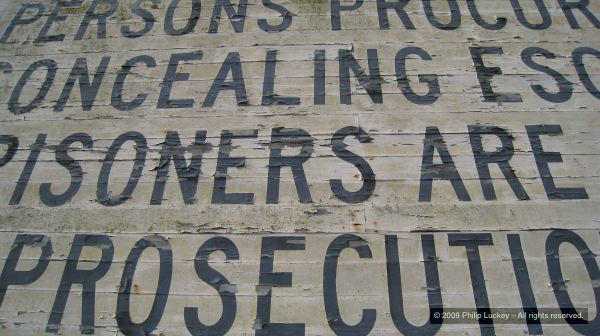 PERSONS PROCUR
CONCEALING ESC
PRISONERS ARE
PROSECUTIO
© 2009 Philip Luckey – All rights reserved.